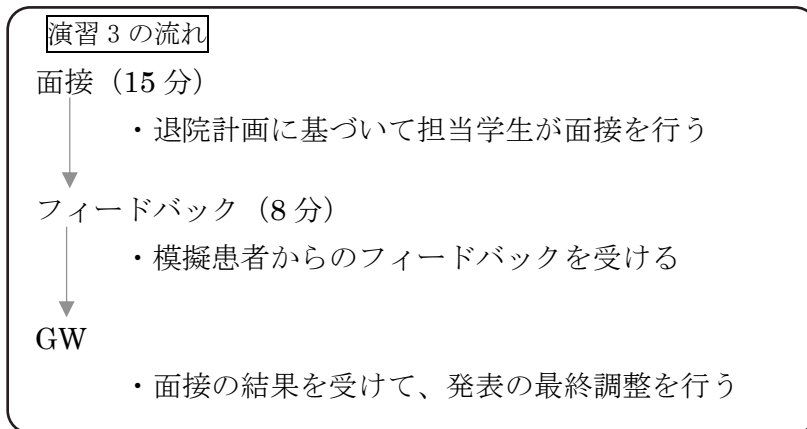 演習3の流れ
面接（15分）
・退院計画に基づいて担当学生が面接を行う
フィードバック（8分）
・模擬患者からのフィードバックを受ける
GW
・面接の結果を受けて、発表の最終調整を行う